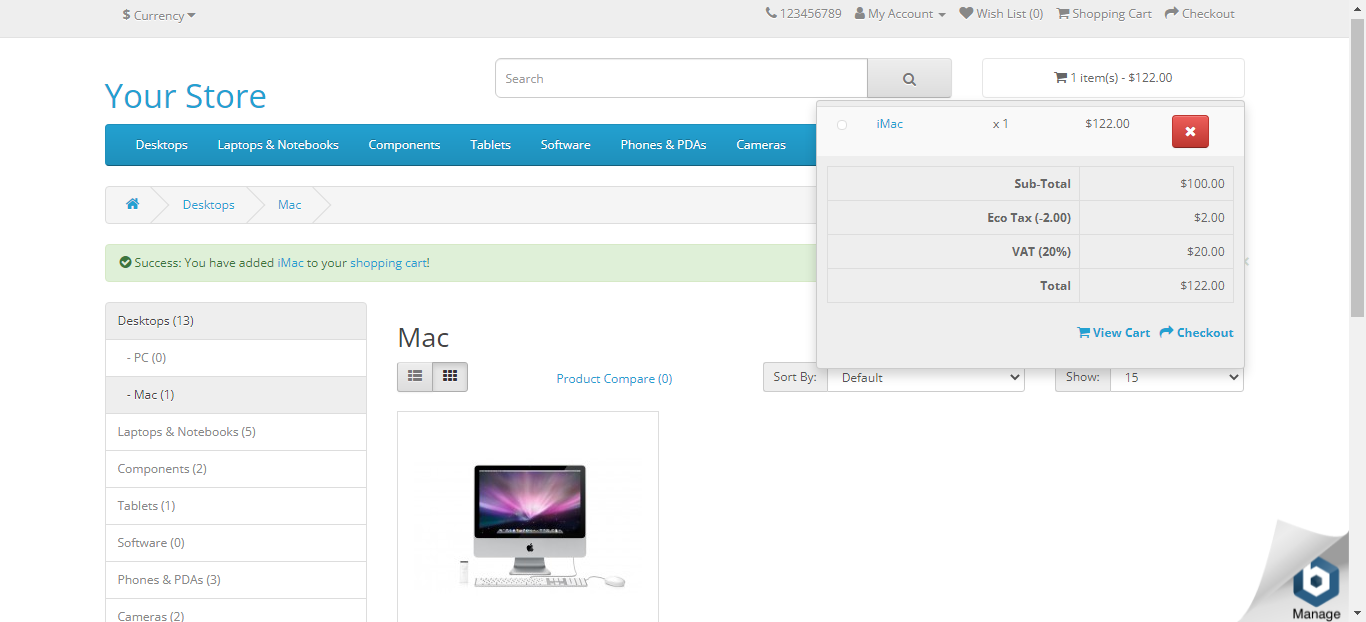 $ Currency
123456789 My Account Wish List (0) Shopping Cart Checkout
Your Store
Search
1 item(s) - $122.00
iMac x 1 $122.00
Sub-Total $100.00
Eco Tax (-2.00) $2.00
VAT (20%) $20.00
Total $122.00
View Cart Checkout
Desktops Laptops & Notebooks Components Tablets Software Phones & PDAs Cameras
Desktops Mac
Success: You have added iMac to your shopping cart!
Desktops (13)
- PC (0)
- Mac (1)
Laptops & Notebooks (5)
Components (2)
Tablets (1)
Software (0)
Phones & PDAs (3)
Cameras (2)
Mac
Product Compare (0)
Sort By: Default
Show: 15
Manage